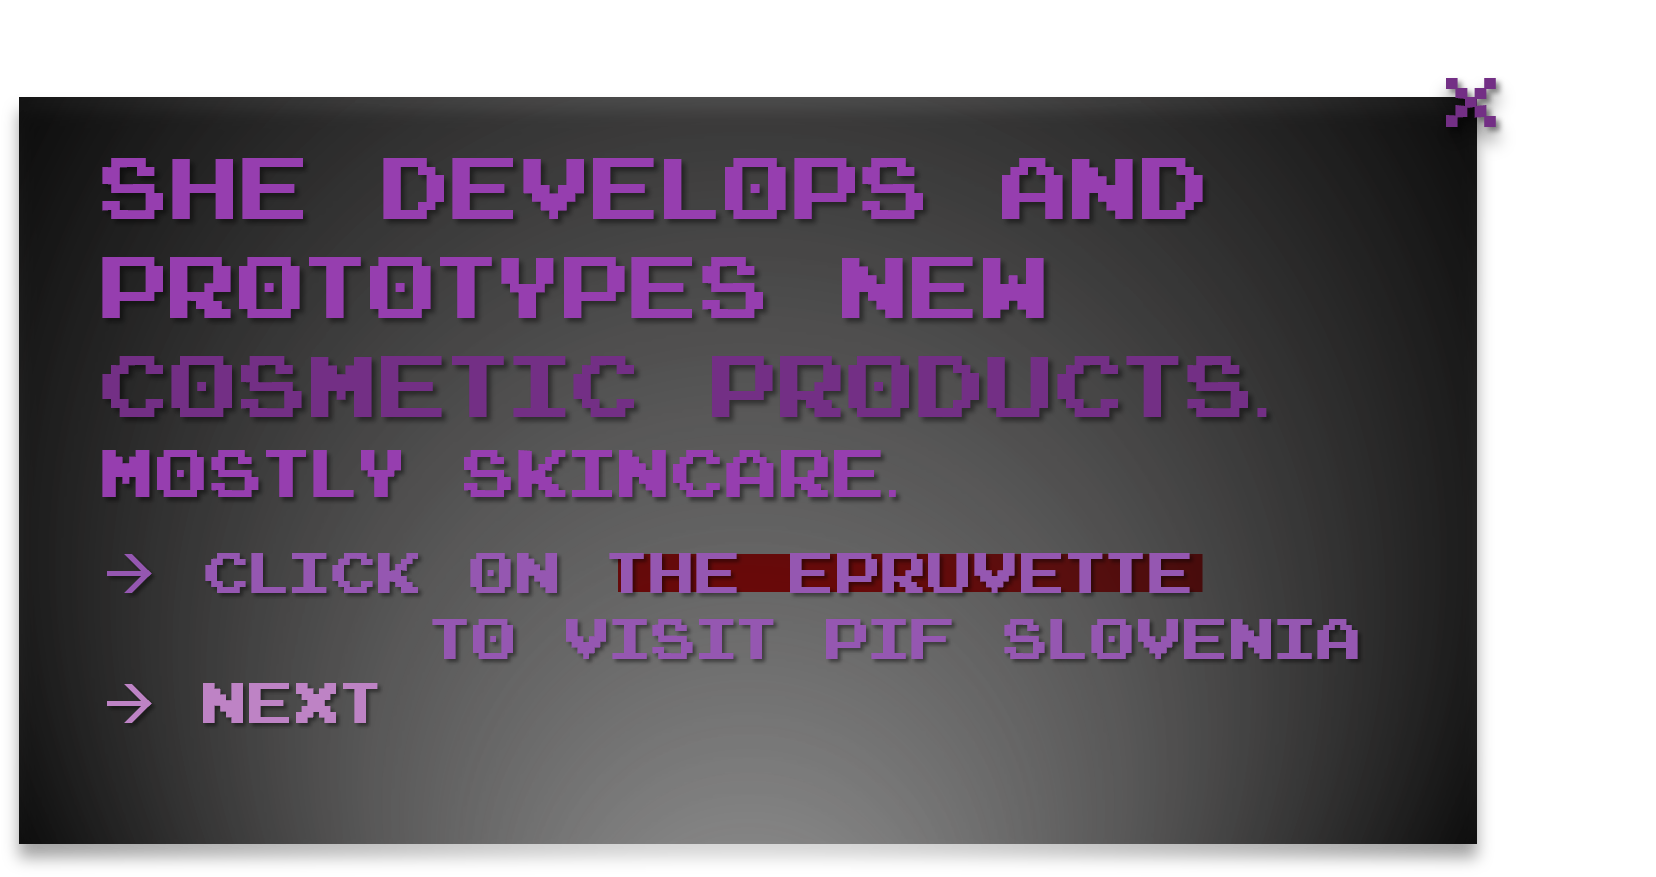 X
SHE DEVELOPS AND
PROTOTYPES NEW
COSMETIC PRODUCTS.
MOSTLY SKINCARE.
→ CLICK ON THE EPRUVETTE
TO VISIT PIF SLOVENIA
→ NEXT